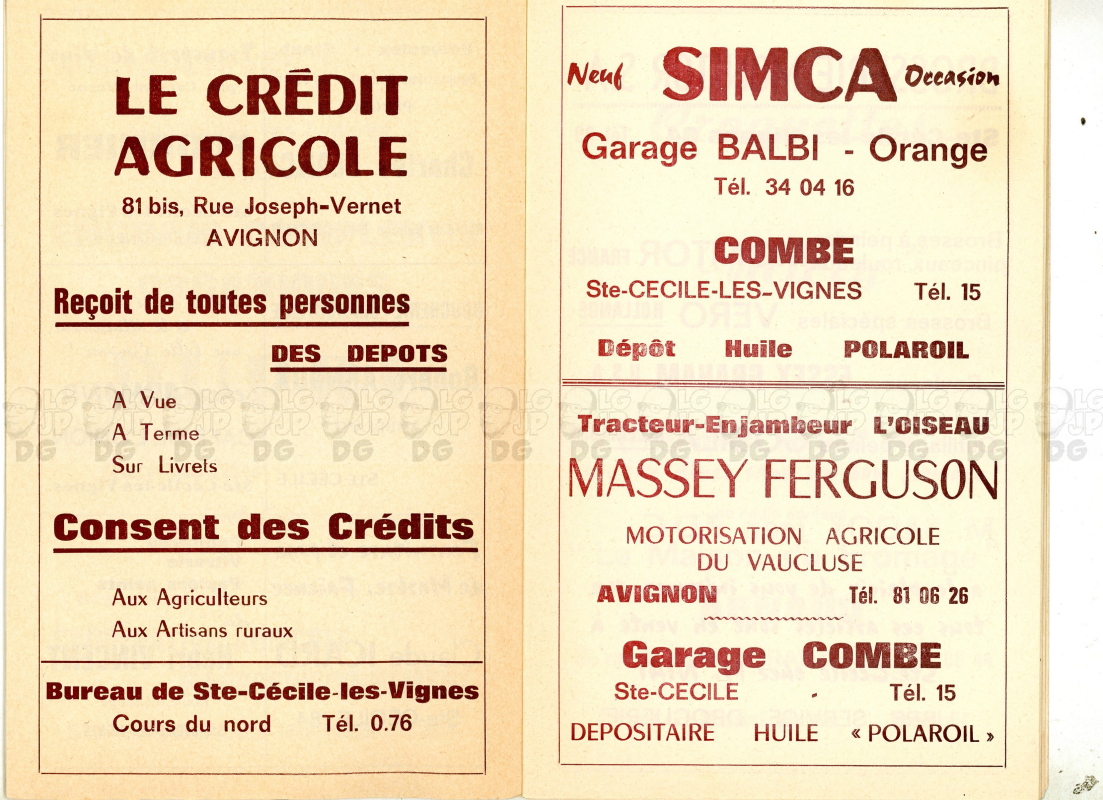 LE CRÉDIT
AGRICOLE
81 bis, Rue Joseph-Vernet
AVIGNON
Reçoit de toutes personnes
DES DEPOTS
A Vue
A Terme
Sur Livrets
Consent des Crédits
Aux Agriculteurs
Aux Artisans ruraux
Bureau de Ste-Cécile-les-Vignes
Cours du nord Tél. 0.76
Neuf SIMCA Occasion
Garage BALBI - Orange
Tél. 34 04 16
COMBE
Ste-CECILE-LES-VIGNES Tél. 15
Dépôt Huile POLAROIL
Tracteur-Enjambeur L'OISEAU
MASSEY FERGUSON
MOTORISATION AGRICOLE
DU VAUCLUSE
AVIGNON Tél. 81 06 26
Garage COMBE
Ste-CECILE - Tél. 15
DEPOSITAIRE HUILE « POLAROIL »